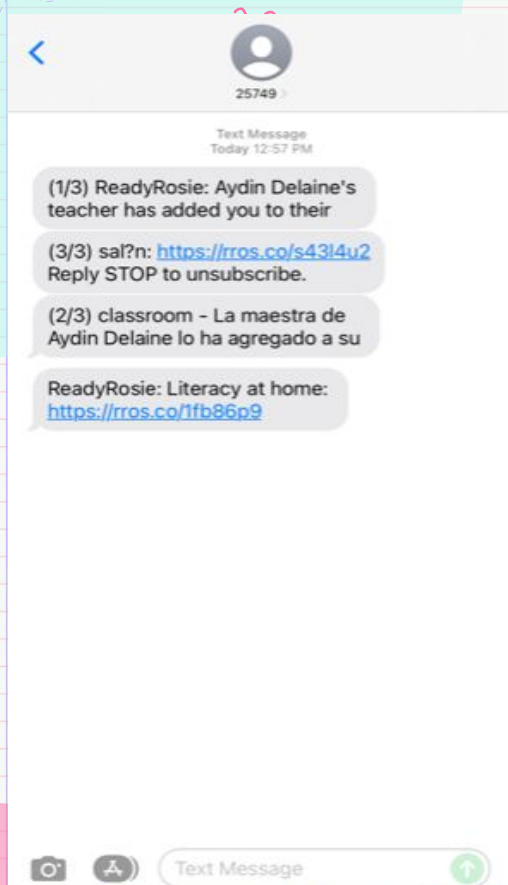 25749
Text Message
Today 12:57 PM
(1/3) ReadyRosie: Aydin Delaine's
teacher has added you to their
(3/3) sal?n: https://rros.co/s43l4u2
Reply STOP to unsubscribe.
(2/3) classroom - La maestra de
Aydin Delaine lo ha agregado a su
ReadyRosie: Literacy at home:
https://rros.co/1fb86p9
Text Message